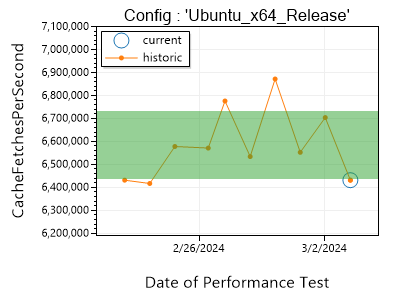 Config : 'Ubuntu_x64_Release'
7,100,000
7,000,000
6,900,000
6,800,000
6,700,000
6,600,000
6,500,000
6,400,000
6,300,000
6,200,000
CacheFetchesPerSecond
current
historic
2/26/2024
3/2/2024
Date of Performance Test